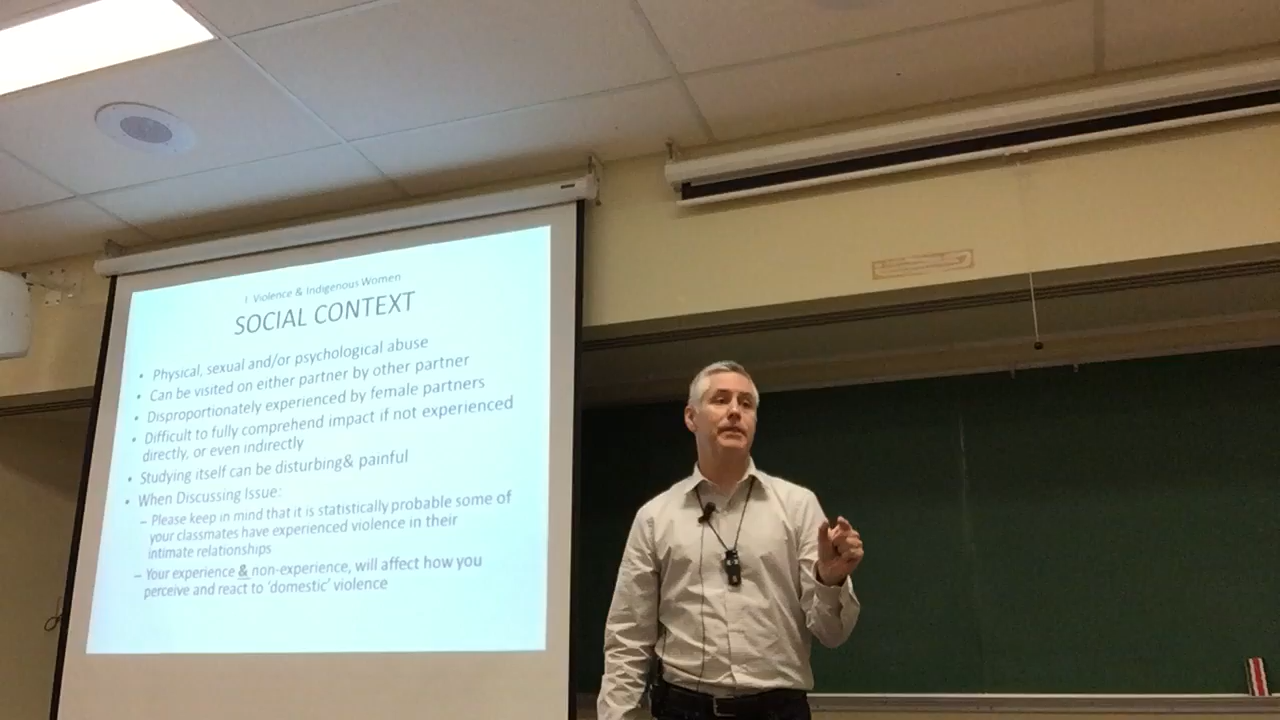 I Violence & Indigenous Women
SOCIAL CONTEXT
• Physical, sexual and/or psychological abuse
• Can be visited on either partner by other partner
• Disproportionately experienced by female partners
• Difficult to fully comprehend impact if not experienced
directly, or even indirectly
• Studying itself can be disturbing& painful
• When Discussing Issue:
– Please keep in mind that it is statistically probable some of
your classmates have experienced violence in their
intimate relationships
– Your experience & non-experience, will affect how you
perceive and react to ‘domestic’ violence